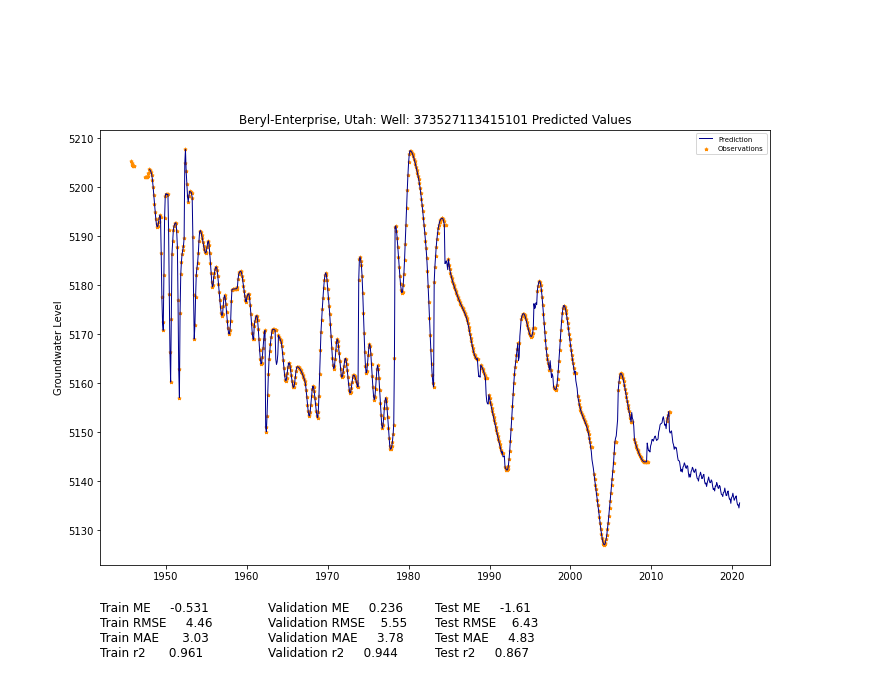 Beryl-Enterprise, Utah: Well: 373527113415101 Predicted Values
Prediction
Observations
Groundwater Level
5210
5200
5190
5180
5170
5160
5150
5140
5130
1950 1960 1970 1980 1990 2000 2010 2020
Train ME -0.531 Validation ME 0.236 Test ME -1.61
Train RMSE 4.46 Validation RMSE 5.55 Test RMSE 6.43
Train MAE 3.03 Validation MAE 3.78 Test MAE 4.83
Train r2 0.961 Validation r2 0.944 Test r2 0.867